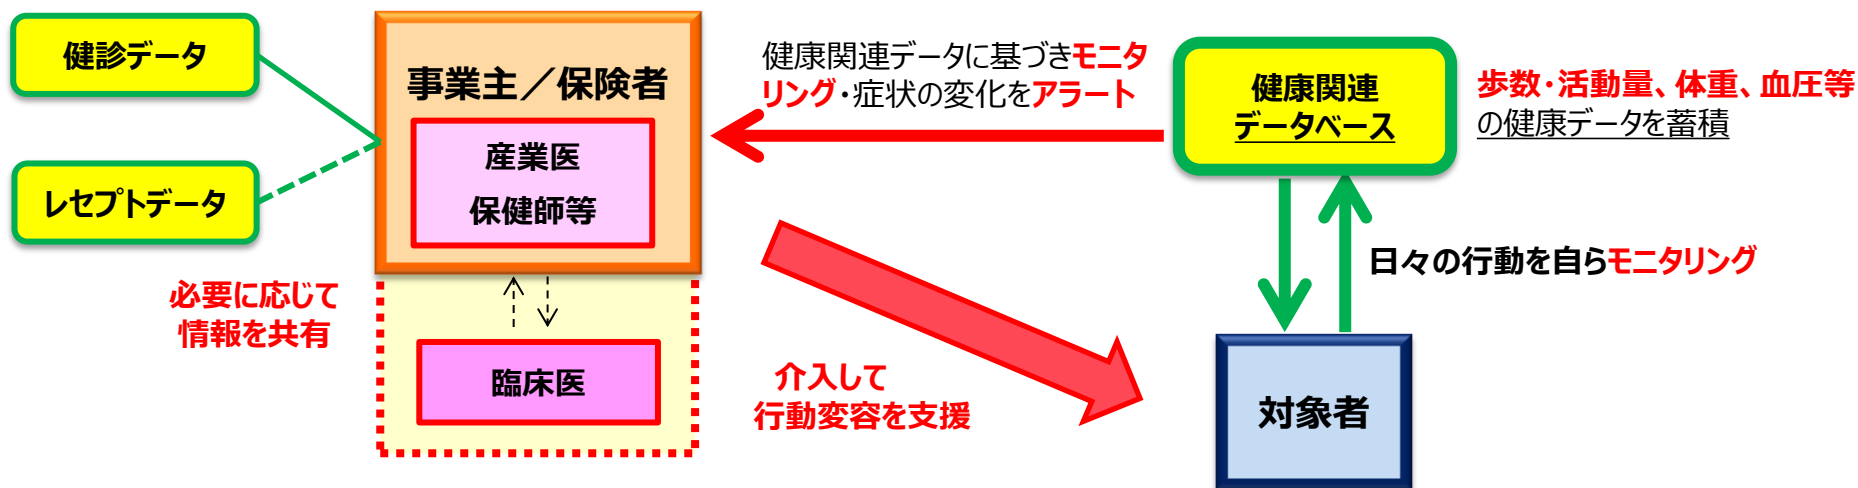 健診データ
レセプトデータ
事業主／保険者
産業医
保健師等
必要に応じて
情報を共有
臨床医
健康関連データに基づきモニタ
リング・症状の変化をアラート
介入して
行動変容を支援
健康関連
データベース
歩数・活動量、体重、血圧等
の健康データを蓄積
日々の行動を自らモニタリング
対象者